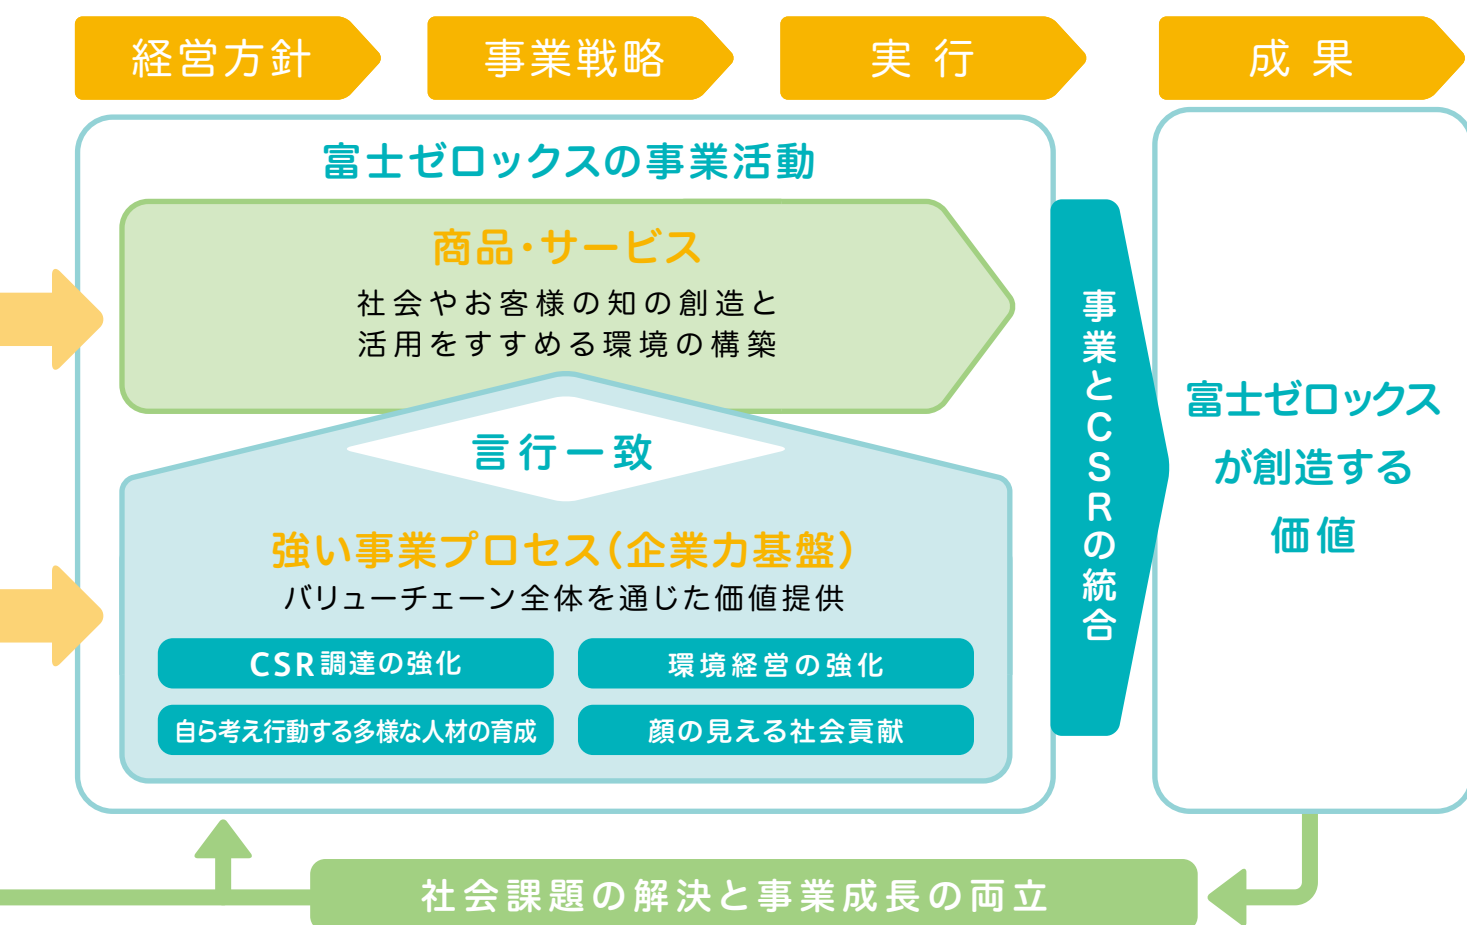 経営方針
事業戦略
実行
成果
富士ゼロックスの事業活動
商品・サービス
社会やお客様の知の創造と
活用をすすめる環境の構築
言行一致
強い事業プロセス(企業力基盤)
バリューチェーン全体を通じた価値提供
CSR調達の強化
環境経営の強化
自ら考え行動する多様な人材の育成
顔の見える社会貢献
事業とCSRの統合
富士ゼロックス
が創造する
価値
社会課題の解決と事業成長の両立